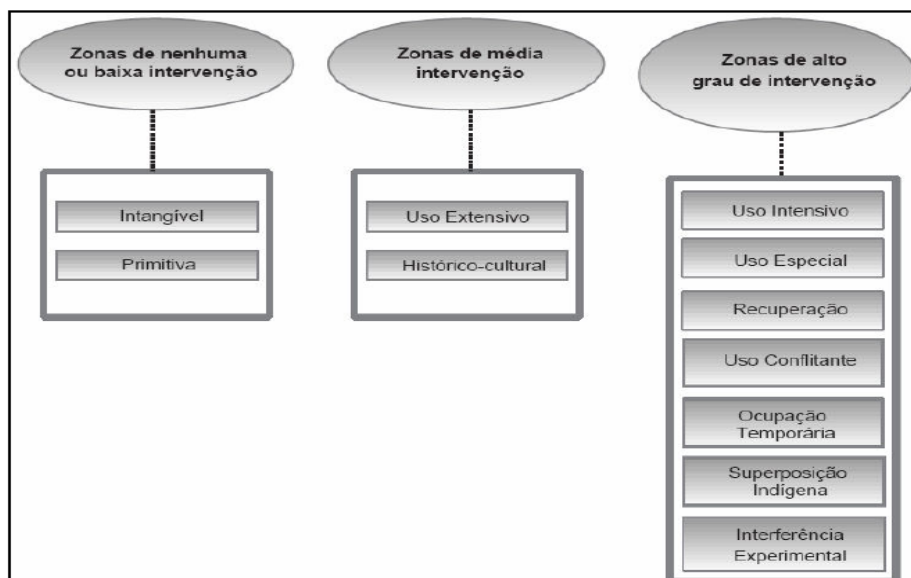 Zonas de nenhuma
ou baixa intervenção
Intangível
Primitiva
Zonas de média
intervenção
Uso Extensivo
Histórico-cultural
Zonas de alto
grau de intervenção
Uso Intensivo
Uso Especial
Recuperação
Uso Conflitante
Ocupação
Temporária
Superposição
Indígena
Interferência
Experimental